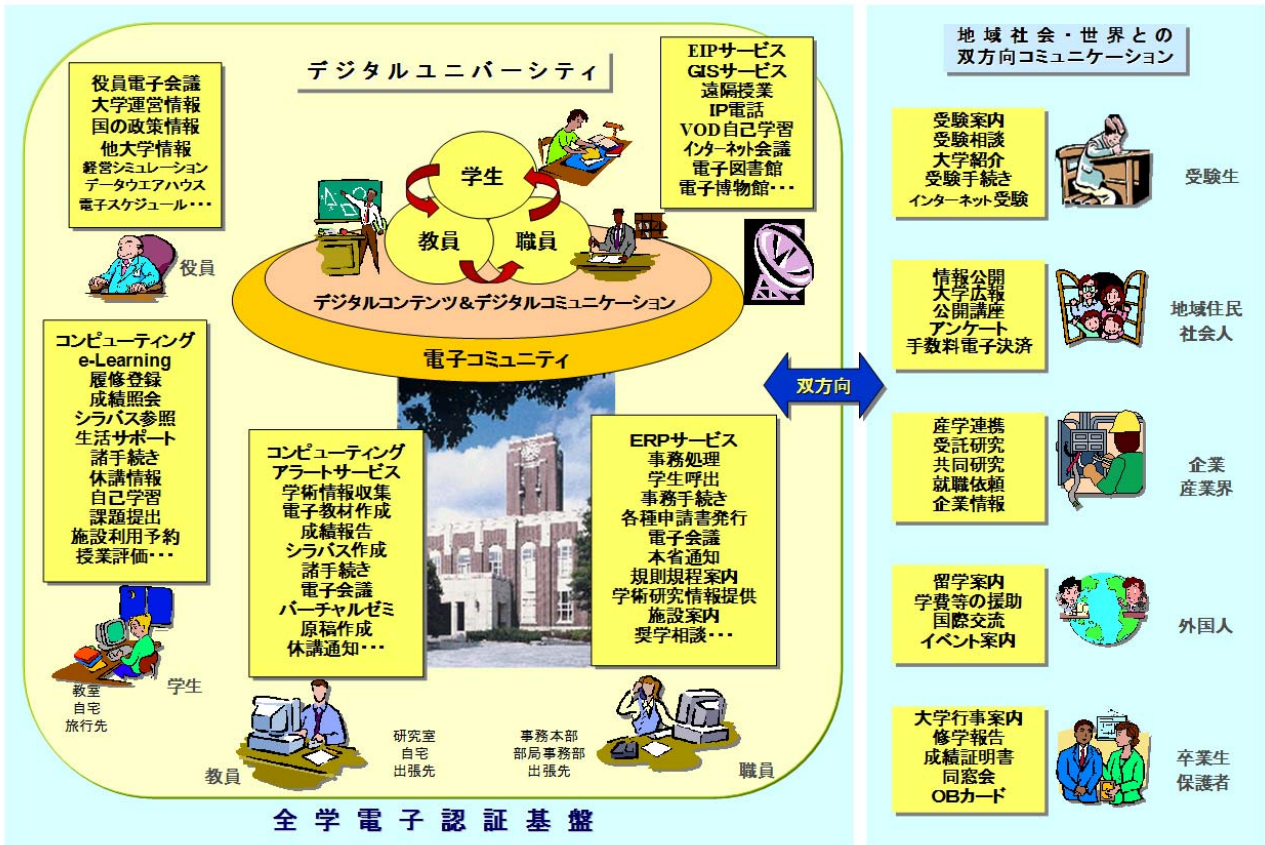 デジタルユニバーシティ
役員電子会議
大学運営情報
国の政策情報
他大学情報
経営シミュレーション
データウエアハウス
電子スケジュール・・・
役員
EIPサービス
GISサービス
遠隔授業
IP電話
VOD自己学習
インターネット会議
電子図書館
電子博物館・・・
学生
教員
職員
デジタルコンテンツ&デジタルコミュニケーション
電子コミュニティ
コンピューティング
e-Learning
履修登録
成績照会
シラバス参照
生活サポート
諸手続き
休講情報
自己学習
課題提出
施設利用予約
授業評価・・・
学生
教室
自宅
旅行先
コンピューティング
アラートサービス
学術情報収集
電子教材作成
成績報告
シラバス作成
諸手続き
電子会議
バーチャルゼミ
原稿作成
休講通知・・・
教員
研究室
自宅
出張先
ERPサービス
事務処理
学生呼出
事務手続き
各種申請書発行
電子会議
本省通知
規則規程案内
学術研究情報提供
施設案内
奨学相談・・・
事務本部
部局事務部
出張先
職員
全学電子認証基盤
双方向
地域社会・世界との
双方向コミュニケーション
受験案内
受験相談
大学紹介
受験手続き
インターネット受験
受験生
情報公開
大学広報
公開講座
アンケート
手数料電子決済
地域住民
社会人
産学連携
受託研究
共同研究
就職依頼
企業情報
企業
産業界
留学案内
学費等の援助
国際交流
イベント案内
外国人
大学行事案内
修学報告
成績証明書
同窓会
OBカード
卒業生
保護者